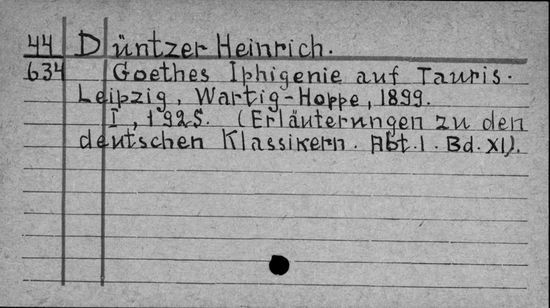 44 Düntzer Heinrich.
634 Goethes Iphigenie auf Tauris.
Leipzig, Wartig-Hoppe, 1899.
I, 192S. (Erläuterungen zu den
deutschen Klassikern. Abt. I. Bd. XI).